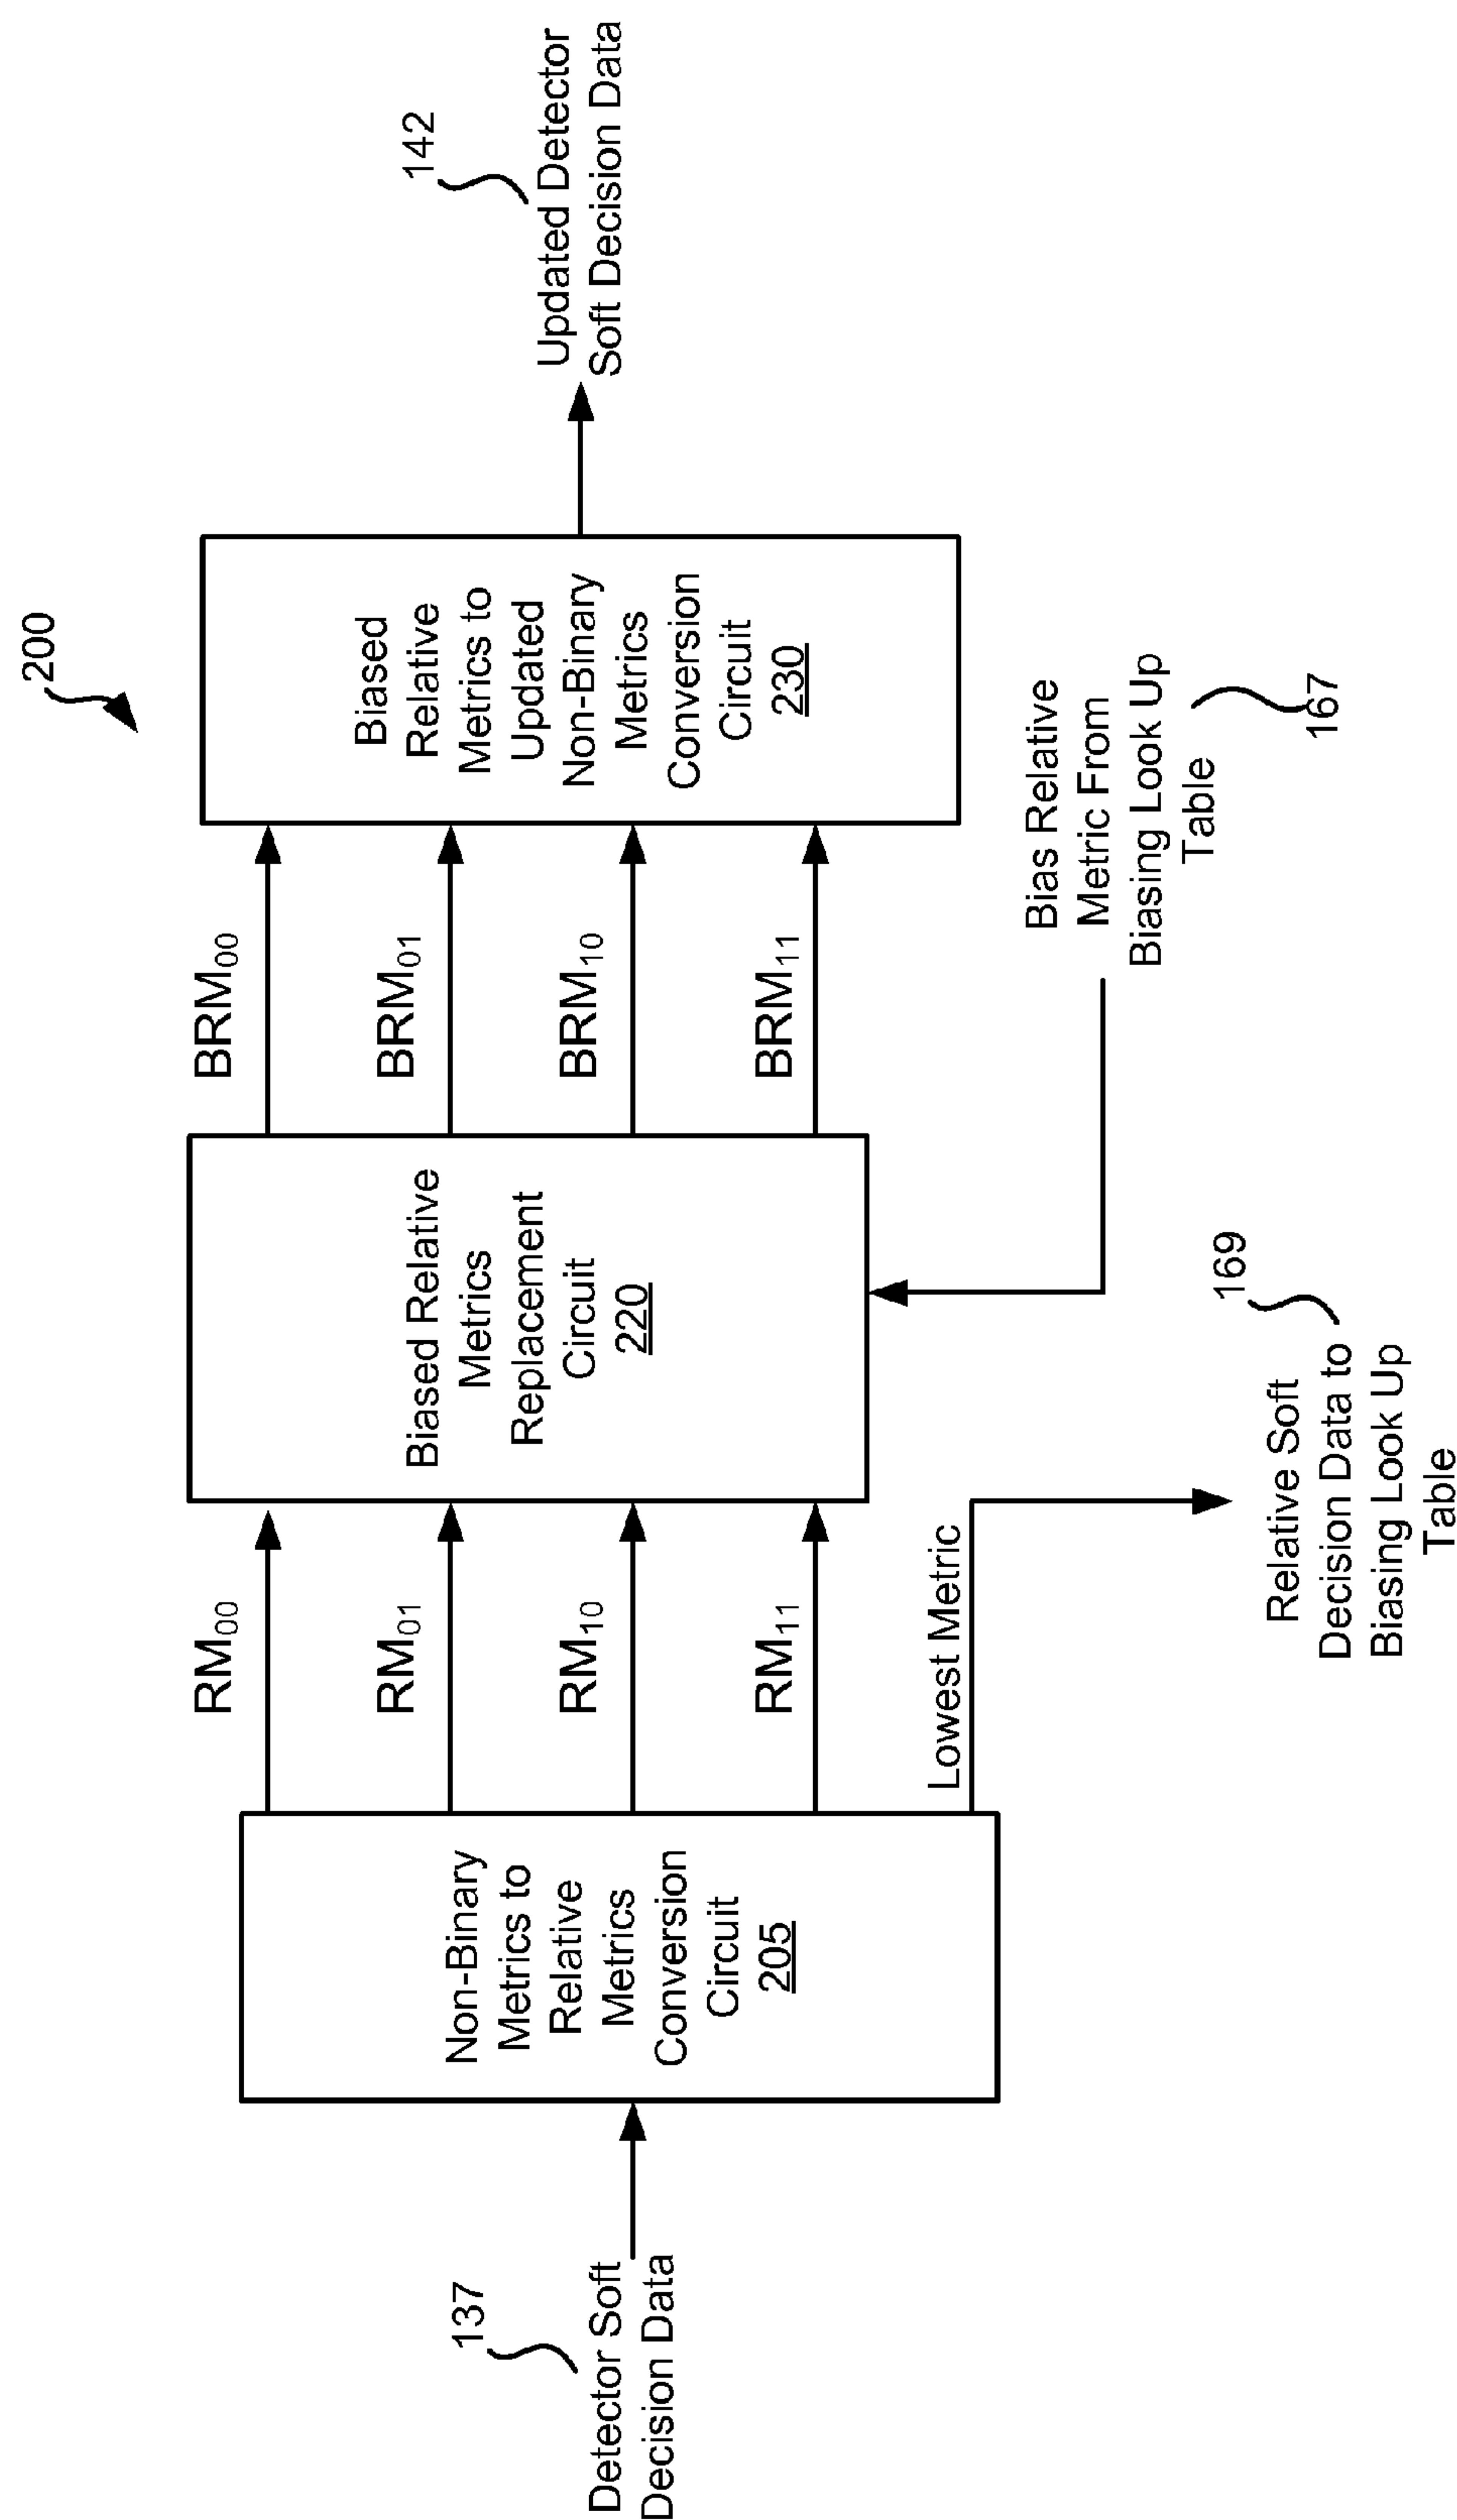 200
137
Detector Soft
Decision Data
Non-Binary
Metrics to
Relative
Metrics
Conversion
Circuit
205
RM00
RM01
RM10
RM11
Lowest Metric
169
Relative Soft
Decision Data to
Biasing Look Up
Table
Biased Relative
Metrics
Replacement
Circuit
220
BRM00
BRM01
BRM10
BRM11
Bias Relative
Metric From
Biasing Look Up
Table
167
Biased
Relative
Metrics to
Updated
Non-Binary
Metrics
Conversion
Circuit
230
142
Updated Detector
Soft Decision Data